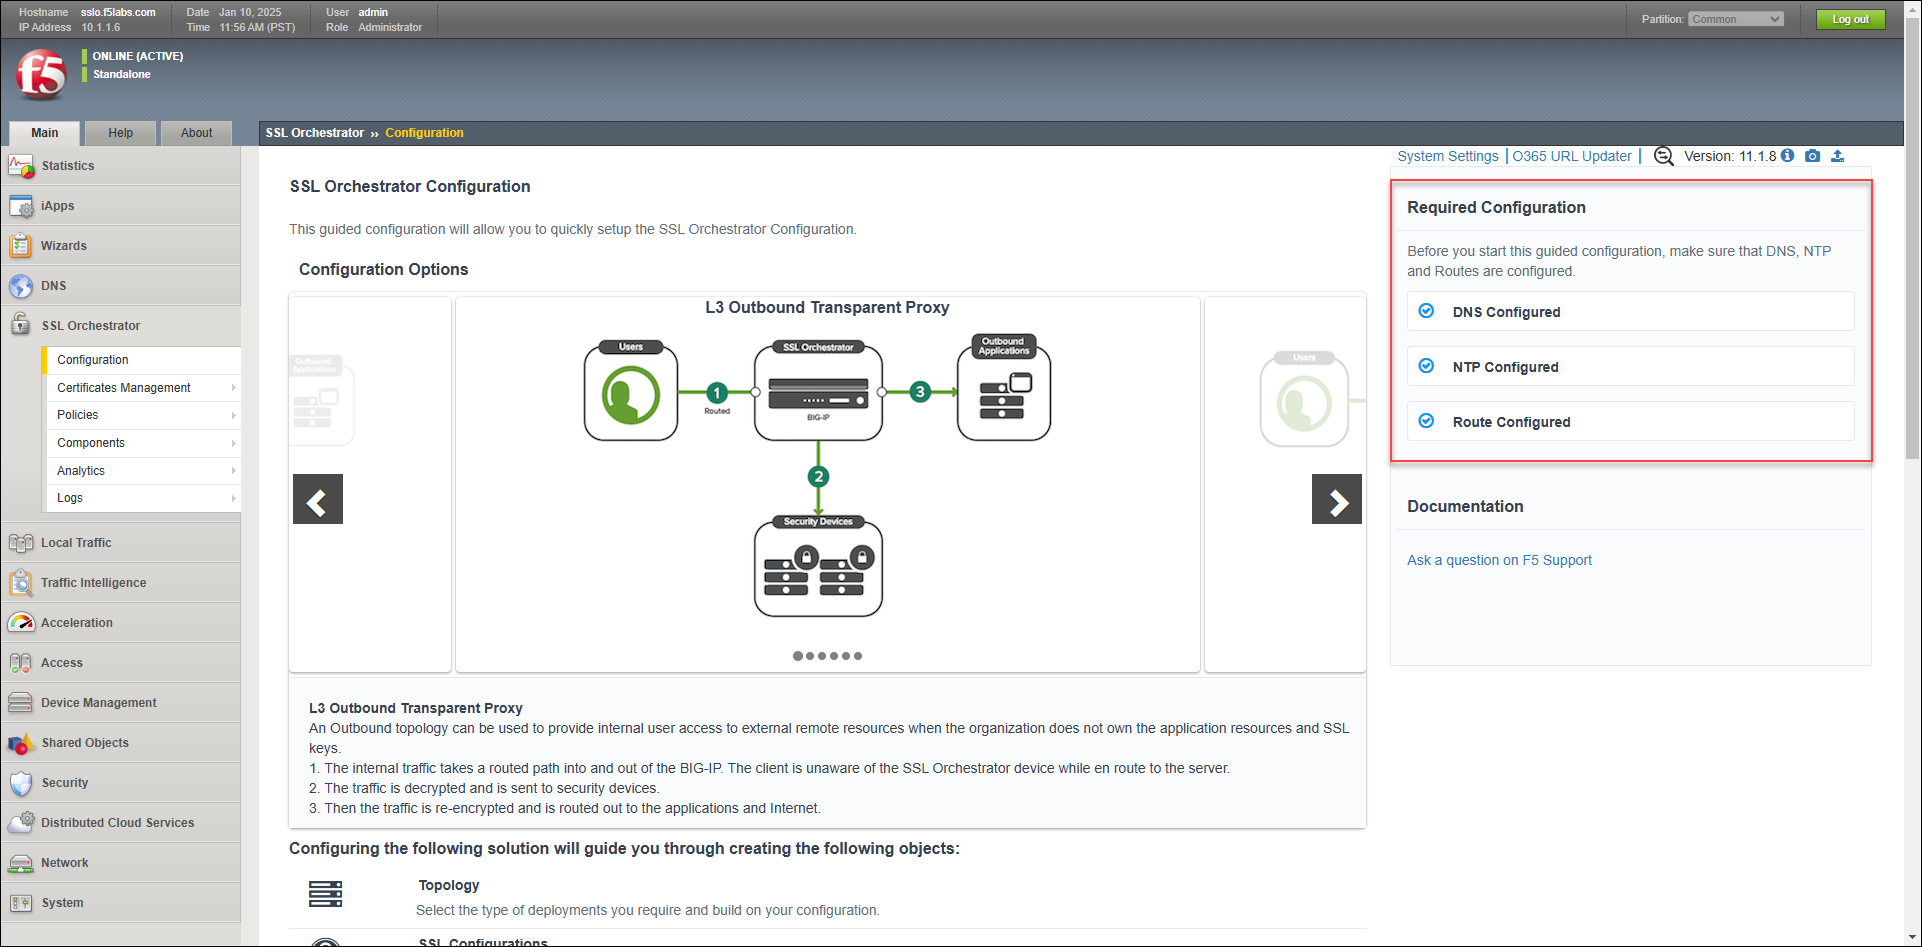 Hostname sslo.f5labs.com
IP Address 10.1.1.6
Date Jan 10, 2025
Time 11:56 AM (PST)
User admin
Role Administrator
Partition: Common
Log out
f5
ONLINE (ACTIVE)
Standalone
Main
Help
About
SSL Orchestrator ›› Configuration
Statistics
iApps
Wizards
DNS
SSL Orchestrator
Configuration
Certificates Management
Policies
Components
Analytics
Logs
Local Traffic
Traffic Intelligence
Acceleration
Access
Device Management
Shared Objects
Security
Distributed Cloud Services
Network
System
System Settings | O365 URL Updater | Version: 11.1.8
SSL Orchestrator Configuration
This guided configuration will allow you to quickly setup the SSL Orchestrator Configuration.
Configuration Options
Outbound
Applications
L3 Outbound Transparent Proxy
Users
1
Routed
SSL Orchestrator
BIG-IP
3
Outbound
Applications
2
Security Devices
Users
L3 Outbound Transparent Proxy
An Outbound topology can be used to provide internal user access to external remote resources when the organization does not own the application resources and SSL
keys.
1. The internal traffic takes a routed path into and out of the BIG-IP. The client is unaware of the SSL Orchestrator device while en route to the server.
2. The traffic is decrypted and is sent to security devices.
3. Then the traffic is re-encrypted and is routed out to the applications and Internet.
Configuring the following solution will guide you through creating the following objects:
Topology
Select the type of deployments you require and build on your configuration.
SSL Configurations
Required Configuration
Before you start this guided configuration, make sure that DNS, NTP
and Routes are configured.
DNS Configured
NTP Configured
Route Configured
Documentation
Ask a question on F5 Support